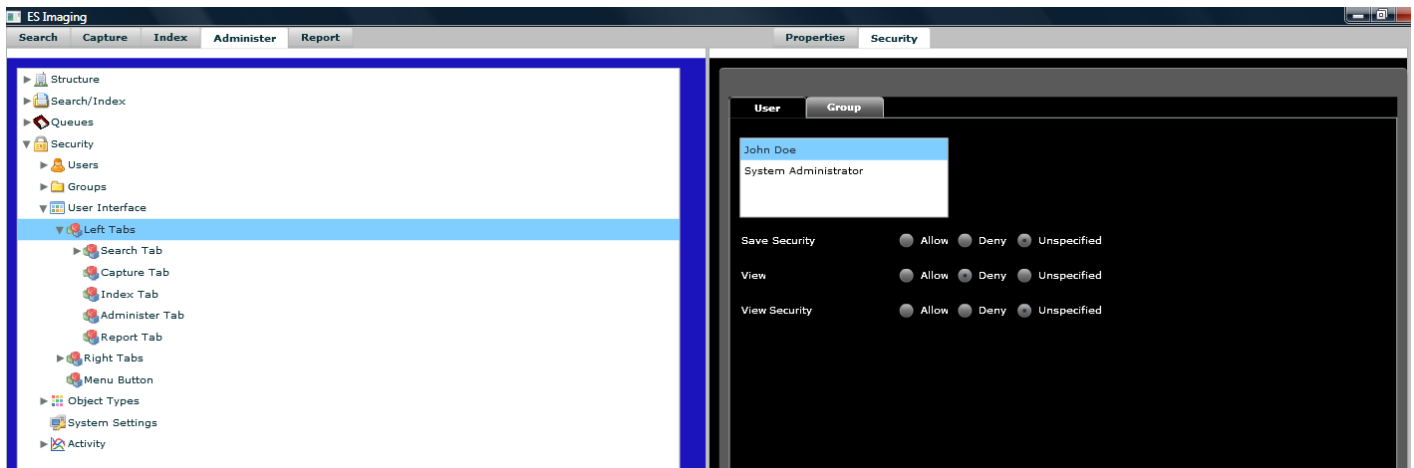 ES Imaging
Search Capture Index Administer Report
Properties Security
Structure
Search/Index
Queues
Security
Users
Groups
User Interface
Left Tabs
Search Tab
Capture Tab
Index Tab
Administer Tab
Report Tab
Right Tabs
Menu Button
Object Types
System Settings
Activity
User Group
John Doe
System Administrator
Save Security Allow Deny Unspecified
View Allow Deny Unspecified
View Security Allow Deny Unspecified